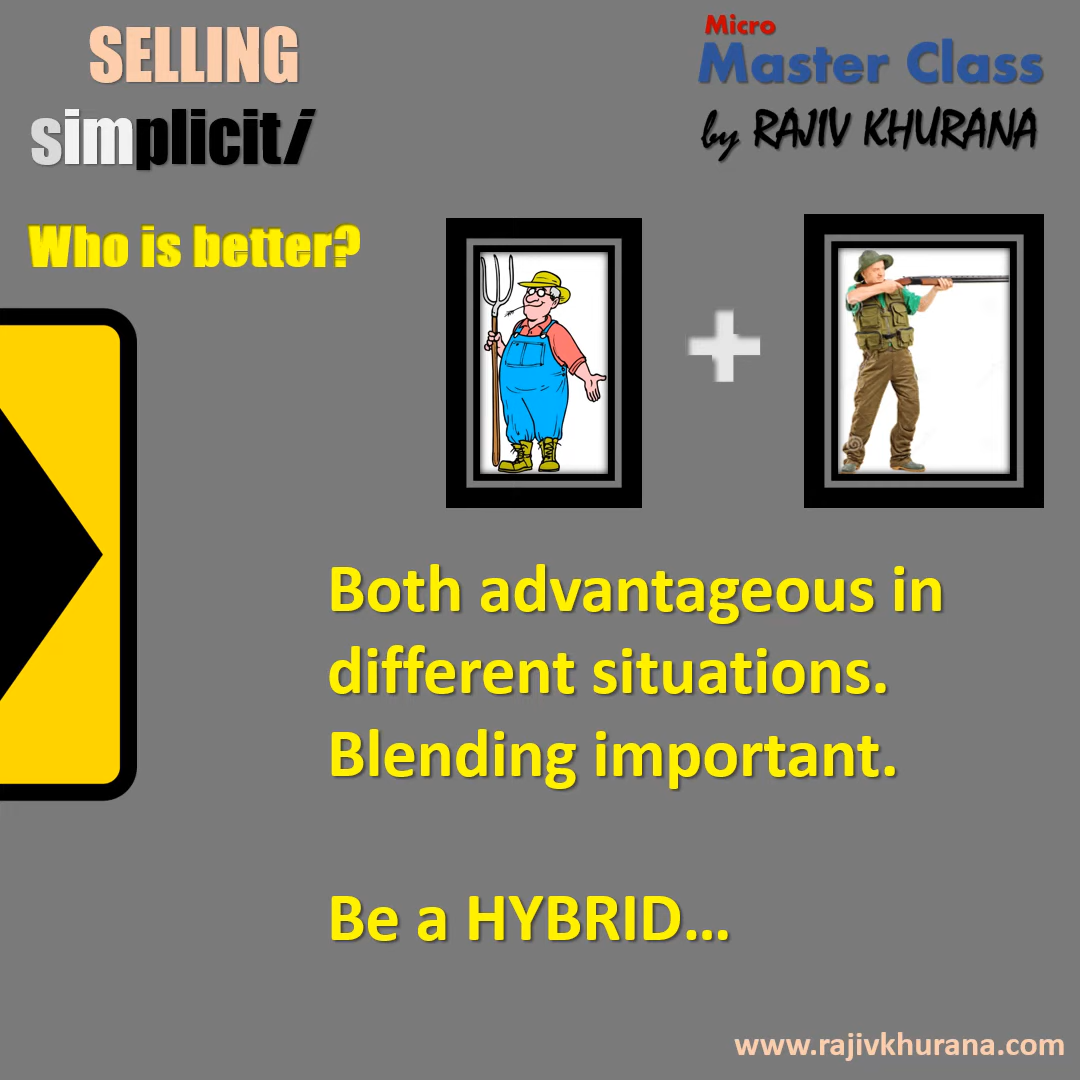 SELLING
simpliciti
Micro
Master Class
by RAJIV KHURANA
Who is better?
Both advantageous in
different situations.
Blending important.
Be a HYBRID...
www.rajivkhurana.com